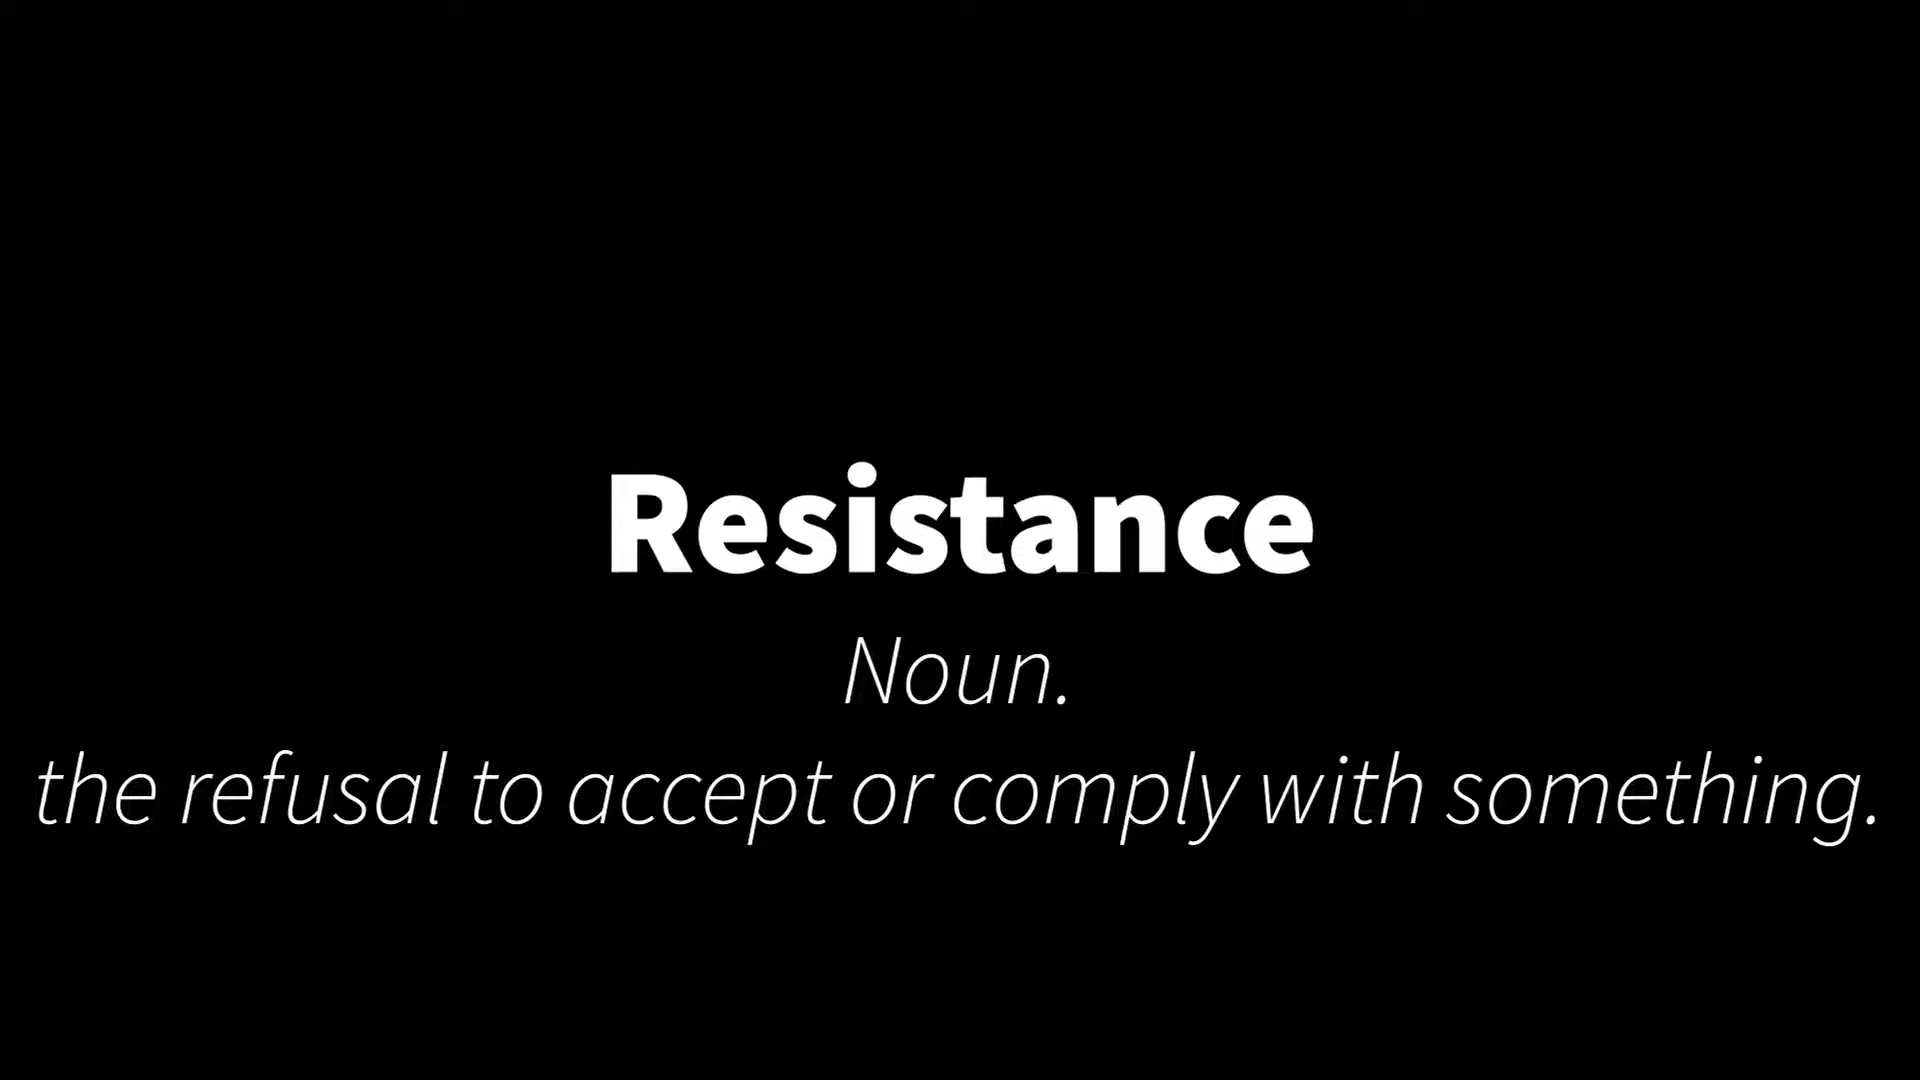 Resistance
Noun.
the refusal to accept or comply with something.